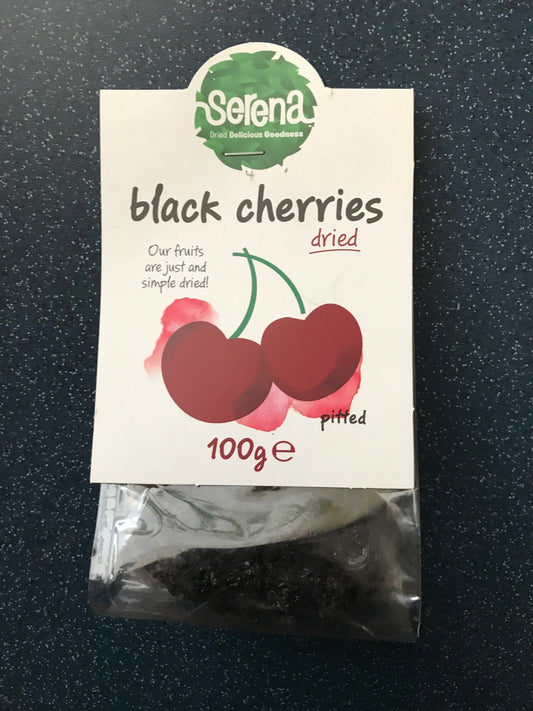 serena
Dried Delicious Goodness
black cherries
dried
Our fruits
are just and
simple dried!
pitted
100g ℮